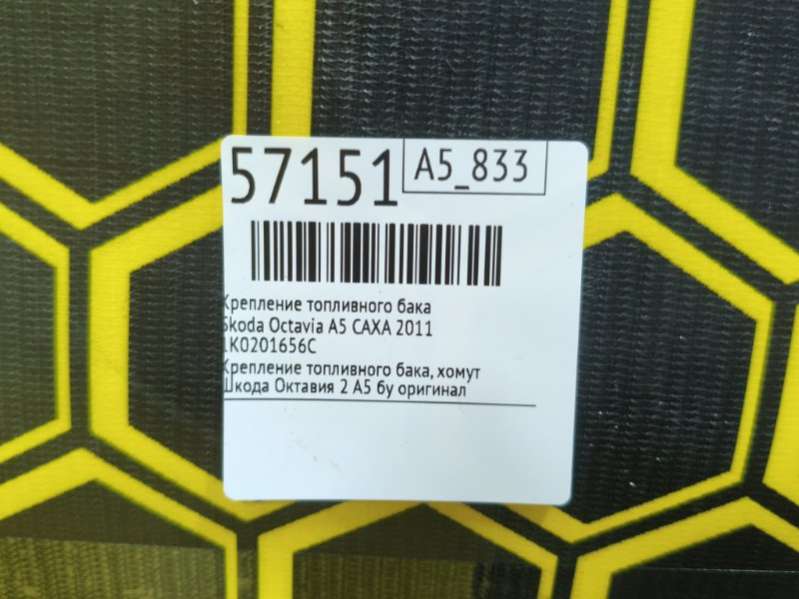 57151
A5_833
Крепление топливного бака
Skoda Octavia A5 CAXA 2011
1K0201656C
Крепление топливного бака, хомут
Шкода Октавия 2 А5 бу оригинал